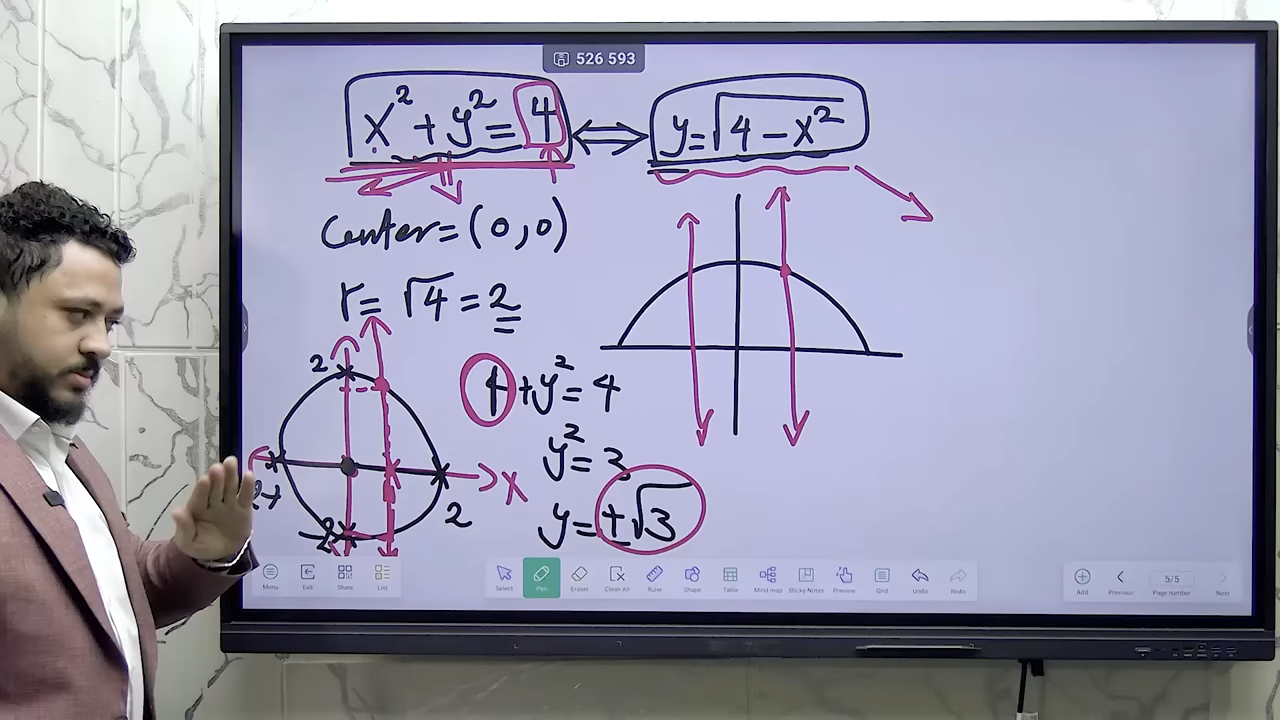 526 593
x² + y² = 4 ⟺ y = √(4 − x²)
Center = (0,0)
r = √4 = 2
2
x
2
-2
1 + y² = 4
y² = 3
y = ±√3
Menu Exit Share List
Select Pen Eraser Clean All Ruler Shape Table Mind map Sticky Notes Preview Grid Undo Redo
Add Previous 5/5 Page number Next